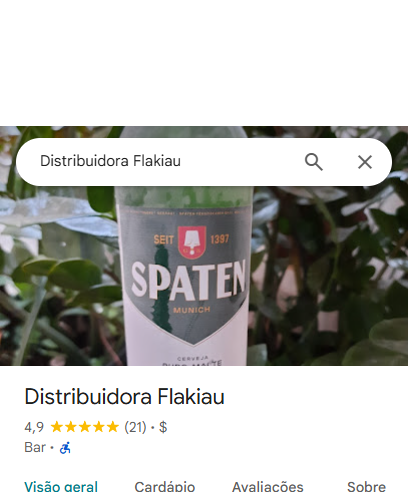 Distribuidora Flakiau
SEIT 1397
SPATEN
MUNICH
CERVEJA
PURO MALTE
Distribuidora Flakiau
4,9 (21) · $
Bar ·
Visão geral Cardápio Avaliações Sobre